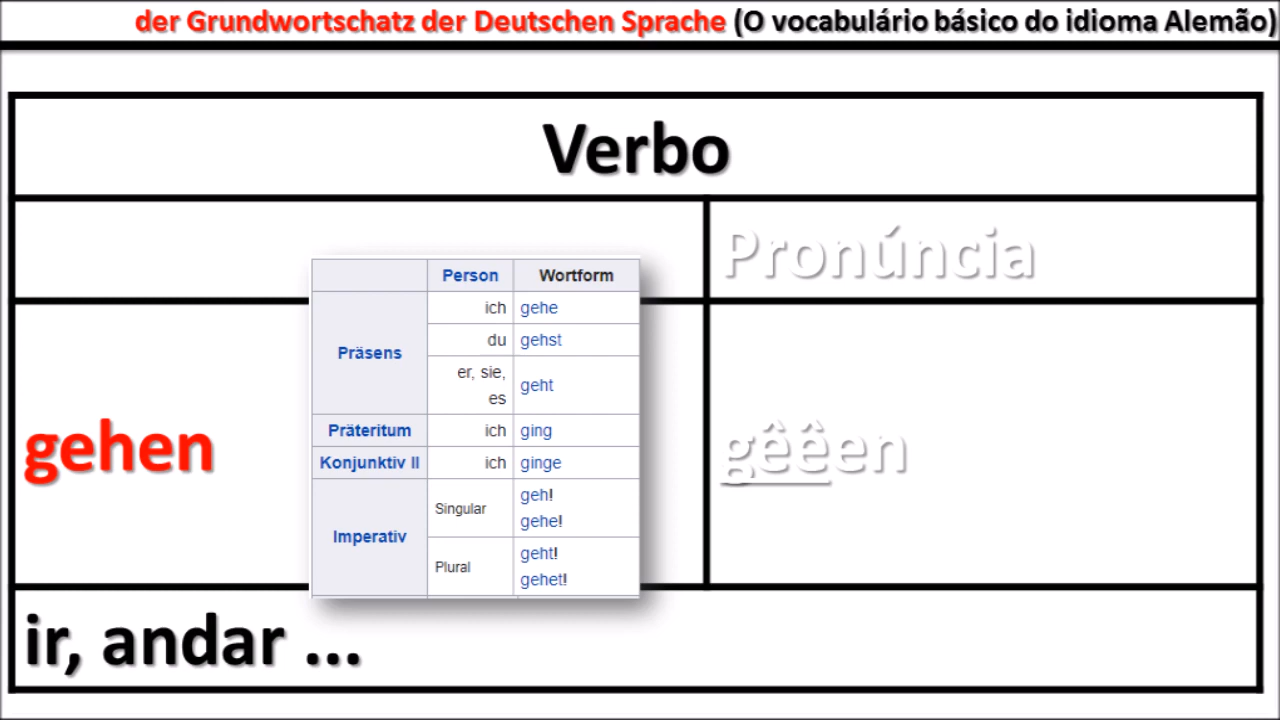 der Grundwortschatz der Deutschen Sprache (O vocabulário básico do idioma Alemão)
Verbo
Pronúncia
gehen
gêêen
Person Wortform
Präsens
ich gehe
du gehst
er, sie, es geht
Präteritum ich ging
Konjunktiv II ich ginge
Imperativ
Singular geh!
gehe!
Plural geht!
gehet!
ir, andar ...